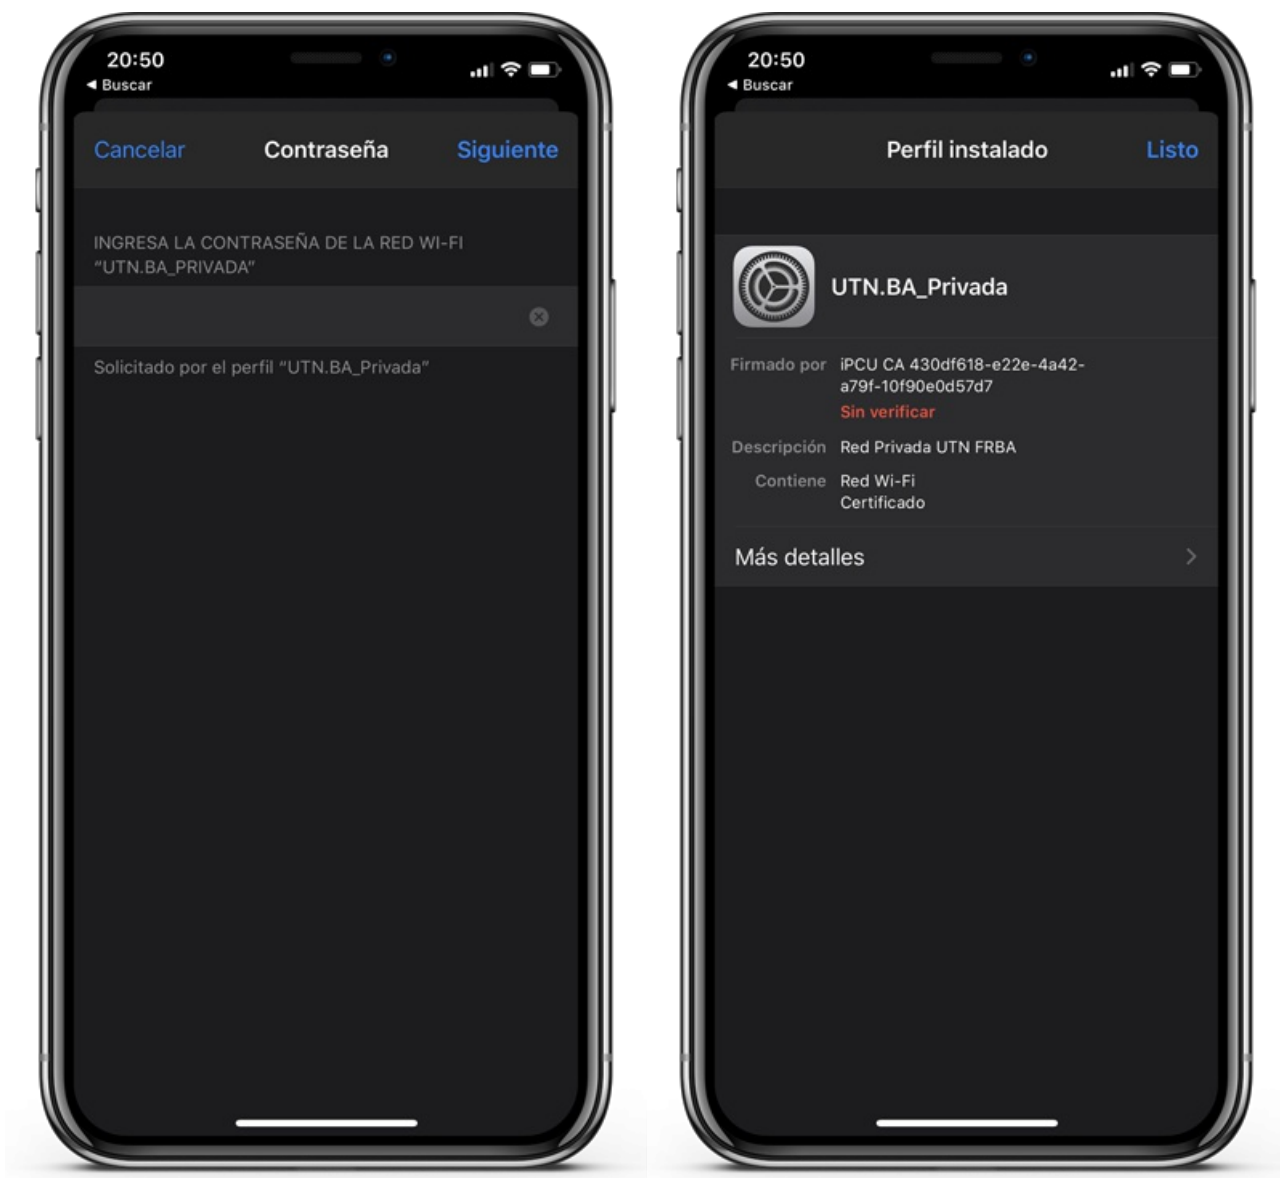 20:50
◀ Buscar
Cancelar Contraseña Siguiente
INGRESA LA CONTRASEÑA DE LA RED WI-FI
“UTN.BA_PRIVADA”
Solicitado por el perfil “UTN.BA_Privada”
20:50
◀ Buscar
Perfil instalado Listo
UTN.BA_Privada
Firmado por iPCU CA 430df618-e22e-4a42-
a79f-10f90e0d57d7
Sin verificar
Descripción Red Privada UTN FRBA
Contiene Red Wi-Fi
Certificado
Más detalles